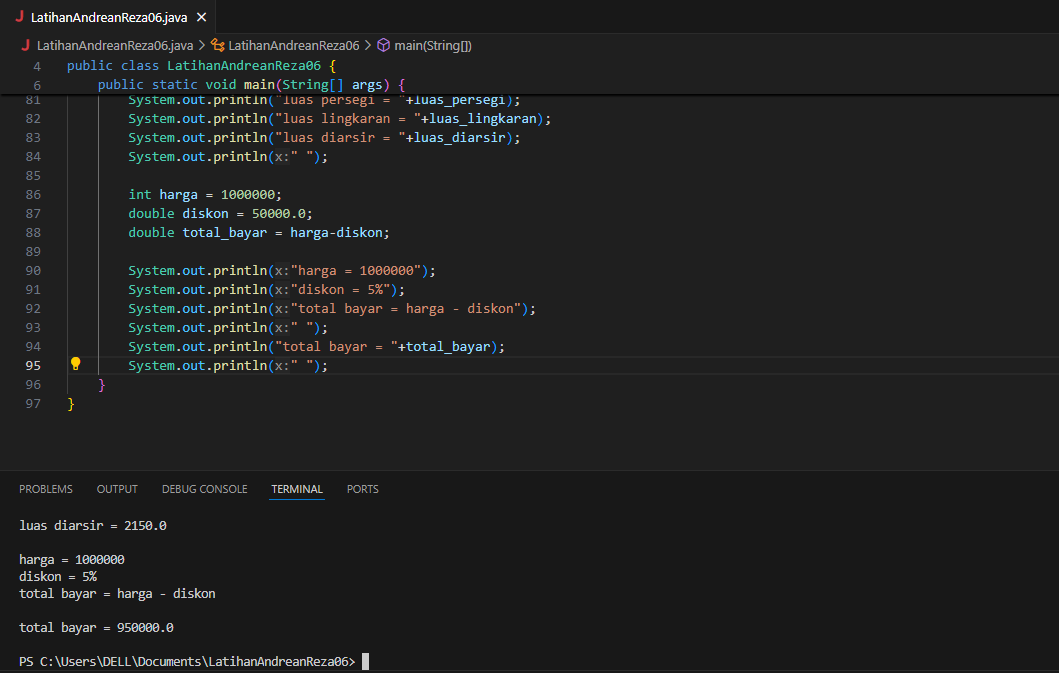 J LatihanAndreanReza06.java ×
J LatihanAndreanReza06.java > LatihanAndreanReza06 > main(String[])
4 public class LatihanAndreanReza06 {
6 public static void main(String[] args) {
81 System.out.println("luas persegi = "+luas_persegi);
82 System.out.println("luas lingkaran = "+luas_lingkaran);
83 System.out.println("luas diarsir = "+luas_diarsir);
84 System.out.println(x:" ");
85
86 int harga = 1000000;
87 double diskon = 50000.0;
88 double total_bayar = harga-diskon;
89
90 System.out.println(x:"harga = 1000000");
91 System.out.println(x:"diskon = 5%");
92 System.out.println(x:"total bayar = harga - diskon");
93 System.out.println(x:" ");
94 System.out.println("total bayar = "+total_bayar);
95 System.out.println(x:" ");
96 }
97 }
PROBLEMS OUTPUT DEBUG CONSOLE TERMINAL PORTS
luas diarsir = 2150.0
harga = 1000000
diskon = 5%
total bayar = harga - diskon
total bayar = 950000.0
PS C:\Users\DELL\Documents\LatihanAndreanReza06>